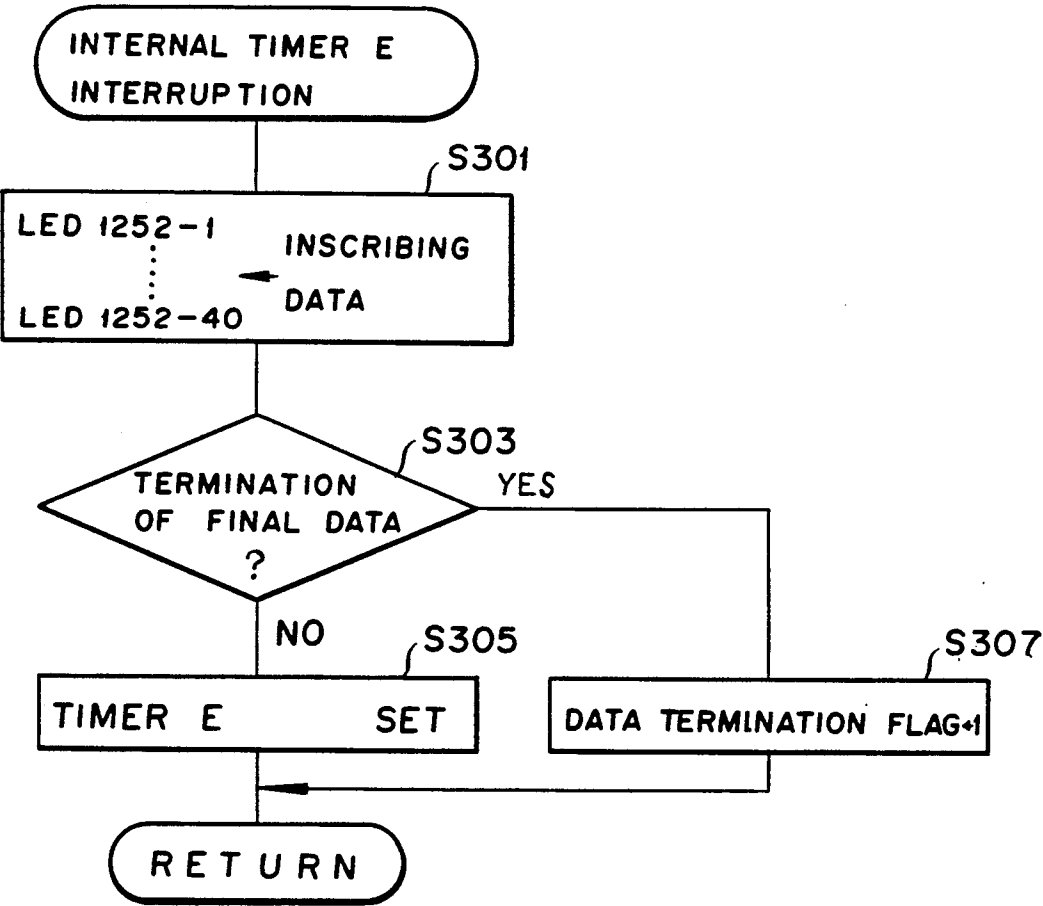 INTERNAL TIMER E
INTERRUPTION
S301
LED 1252-1
INSCRIBING
DATA
LED 1252-40
S303
TERMINATION
OF FINAL DATA
?
YES
NO
S305
TIMER E SET
S307
DATA TERMINATION FLAG+1
RETURN